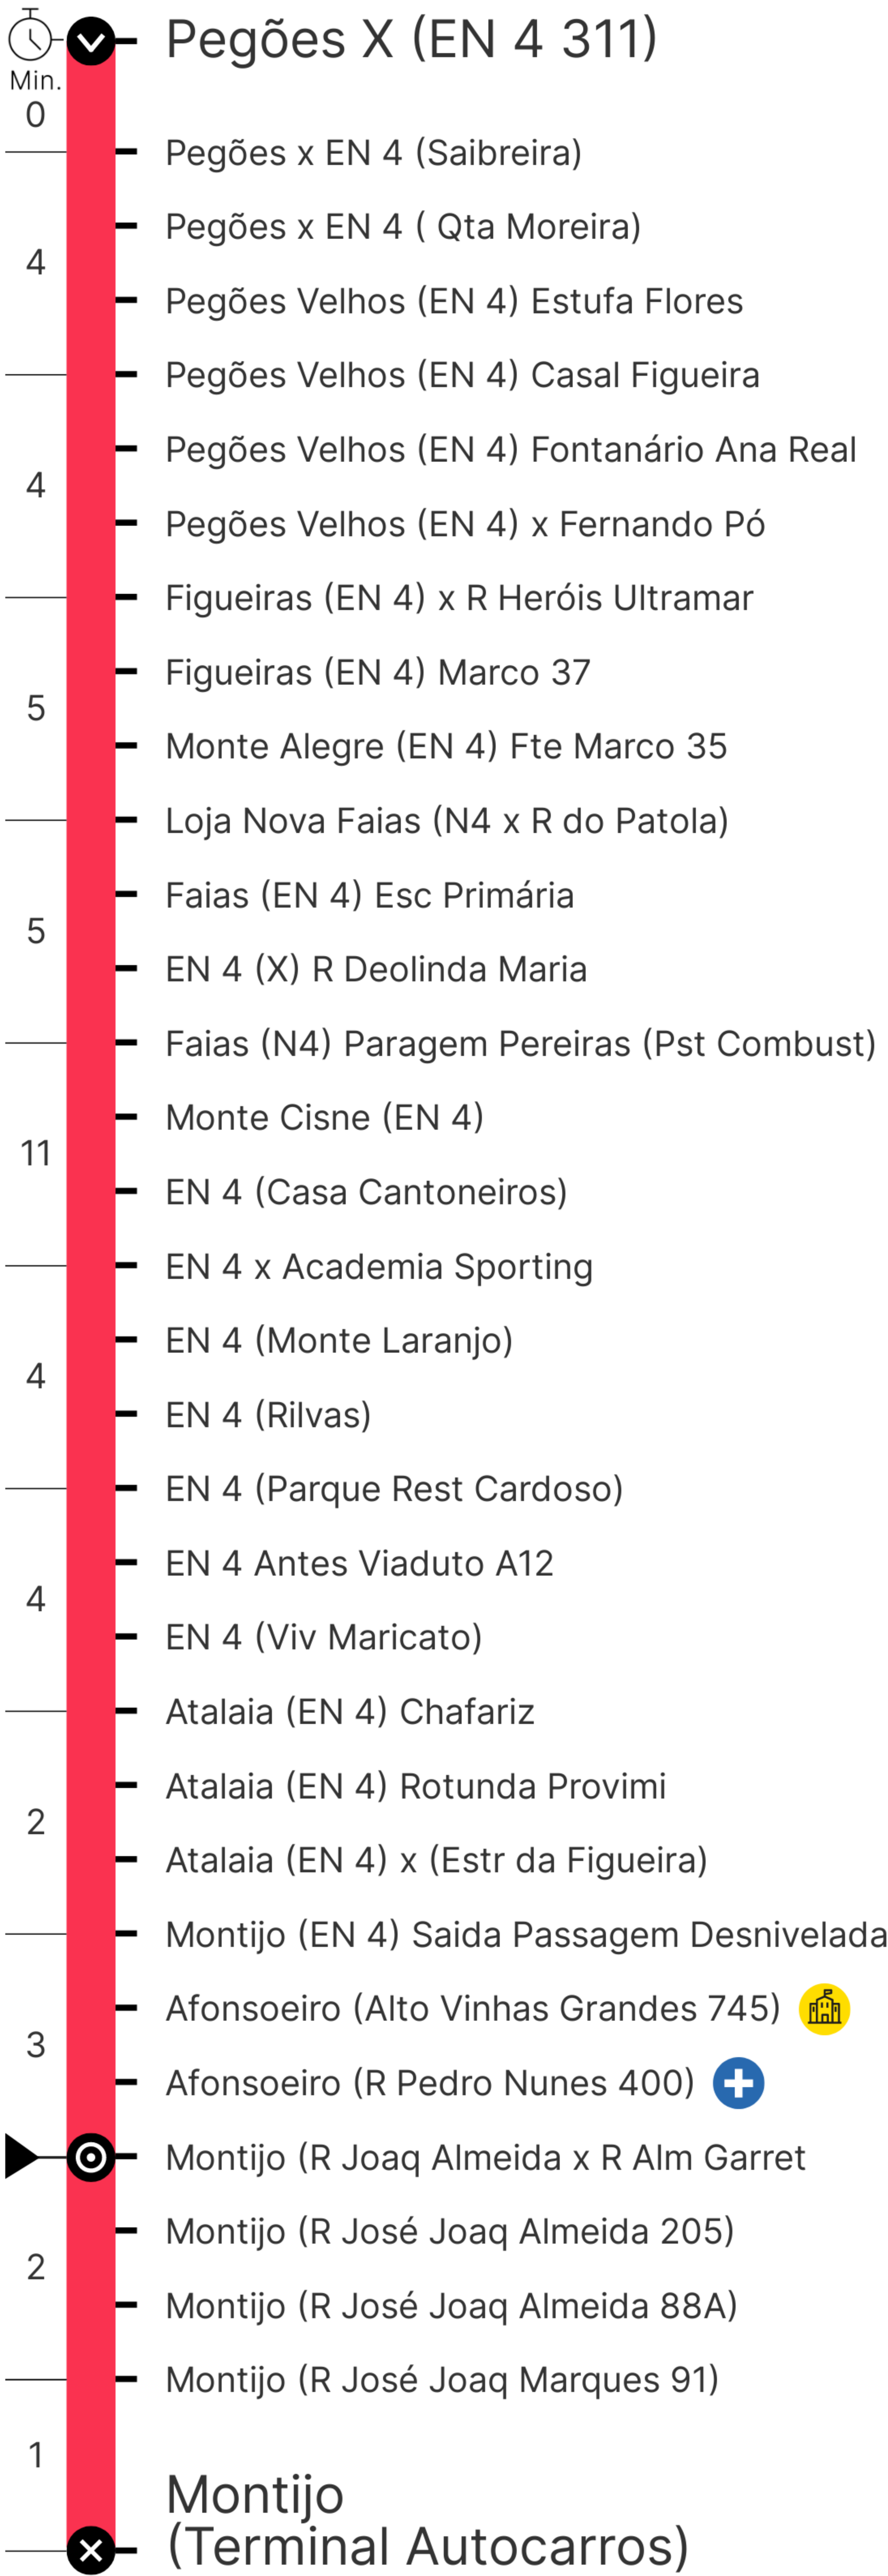 Pegões X (EN 4 311)
Min.
0
Pegões x EN 4 (Saibreira)
Pegões x EN 4 ( Qta Moreira)
4
Pegões Velhos (EN 4) Estufa Flores
Pegões Velhos (EN 4) Casal Figueira
Pegões Velhos (EN 4) Fontanário Ana Real
4
Pegões Velhos (EN 4) x Fernando Pó
Figueiras (EN 4) x R Heróis Ultramar
Figueiras (EN 4) Marco 37
5
Monte Alegre (EN 4) Fte Marco 35
Loja Nova Faias (N4 x R do Patola)
Faias (EN 4) Esc Primária
5
EN 4 (X) R Deolinda Maria
Faias (N4) Paragem Pereiras (Pst Combust)
Monte Cisne (EN 4)
11
EN 4 (Casa Cantoneiros)
EN 4 x Academia Sporting
EN 4 (Monte Laranjo)
4
EN 4 (Rilvas)
EN 4 (Parque Rest Cardoso)
EN 4 Antes Viaduto A12
4
EN 4 (Viv Maricato)
Atalaia (EN 4) Chafariz
Atalaia (EN 4) Rotunda Provimi
2
Atalaia (EN 4) x (Estr da Figueira)
Montijo (EN 4) Saida Passagem Desnivelada
Afonsoeiro (Alto Vinhas Grandes 745)
3
Afonsoeiro (R Pedro Nunes 400)
Montijo (R Joaq Almeida x R Alm Garret
Montijo (R José Joaq Almeida 205)
2
Montijo (R José Joaq Almeida 88A)
Montijo (R José Joaq Marques 91)
1
Montijo
(Terminal Autocarros)